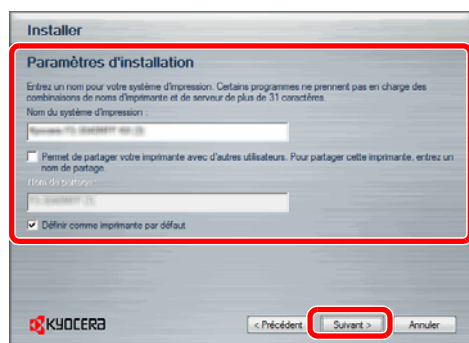 Installer
Paramètres d'installation
Entrez un nom pour votre système d'impression. Certains programmes ne prennent pas en charge des
combinaisons de noms d'imprimante et de serveur de plus de 31 caractères.
Nom du système d'impression :
Permet de partager votre imprimante avec d'autres utilisateurs. Pour partager cette imprimante, entrez un
nom de partage.
Nom de partage :
Définir comme imprimante par défaut
KYOCERA
< Précédent Suivant > Annuler